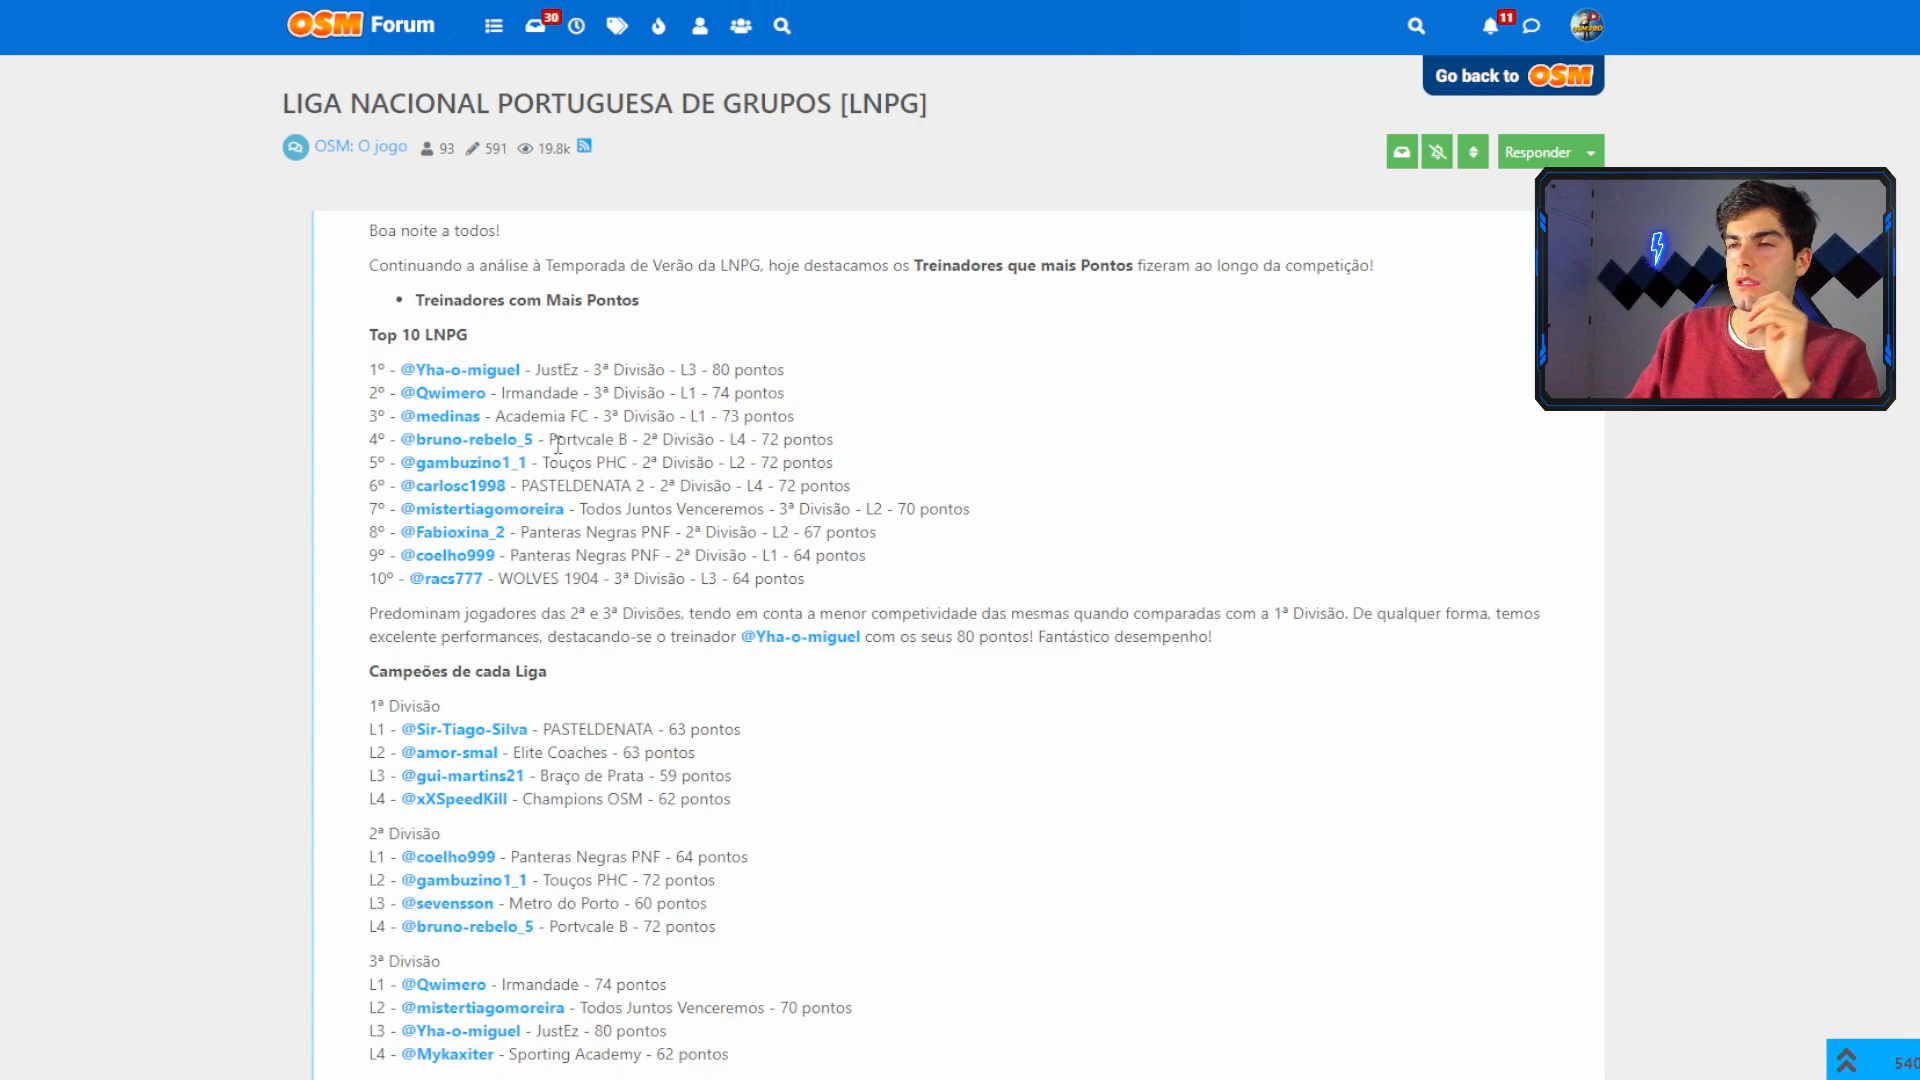 OSM Forum
30
11
Go back to OSM
LIGA NACIONAL PORTUGUESA DE GRUPOS [LNPG]
OSM: O jogo 93 591 19.8k
Responder
Boa noite a todos!
Continuando a análise à Temporada de Verão da LNPG, hoje destacamos os Treinadores que mais Pontos fizeram ao longo da competição!
• Treinadores com Mais Pontos
Top 10 LNPG
1º - @Yha-o-miguel - JustEz - 3ª Divisão - L3 - 80 pontos
2º - @Qwimero - Irmandade - 3ª Divisão - L1 - 74 pontos
3º - @medinas - Academia FC - 3ª Divisão - L1 - 73 pontos
4º - @bruno-rebelo_5 - Portvcale B - 2ª Divisão - L4 - 72 pontos
5º - @gambuzino1_1 - Touços PHC - 2ª Divisão - L2 - 72 pontos
6º - @carlosc1998 - PASTELDENATA 2 - 2ª Divisão - L4 - 72 pontos
7º - @mistertiagomoreira - Todos Juntos Venceremos - 3ª Divisão - L2 - 70 pontos
8º - @Fabioxina_2 - Panteras Negras PNF - 2ª Divisão - L2 - 67 pontos
9º - @coelho999 - Panteras Negras PNF - 2ª Divisão - L1 - 64 pontos
10º - @racs777 - WOLVES 1904 - 3ª Divisão - L3 - 64 pontos
Predominam jogadores das 2ª e 3ª Divisões, tendo em conta a menor competividade das mesmas quando comparadas com a 1ª Divisão. De qualquer forma, temos
excelente performances, destacando-se o treinador @Yha-o-miguel com os seus 80 pontos! Fantástico desempenho!
Campeões de cada Liga
1ª Divisão
L1 - @Sir-Tiago-Silva - PASTELDENATA - 63 pontos
L2 - @amor-smal - Elite Coaches - 63 pontos
L3 - @gui-martins21 - Braço de Prata - 59 pontos
L4 - @xXSpeedKill - Champions OSM - 62 pontos
2ª Divisão
L1 - @coelho999 - Panteras Negras PNF - 64 pontos
L2 - @gambuzino1_1 - Touços PHC - 72 pontos
L3 - @sevensson - Metro do Porto - 60 pontos
L4 - @bruno-rebelo_5 - Portvcale B - 72 pontos
3ª Divisão
L1 - @Qwimero - Irmandade - 74 pontos
L2 - @mistertiagomoreira - Todos Juntos Venceremos - 70 pontos
L3 - @Yha-o-miguel - JustEz - 80 pontos
L4 - @Mykaxiter - Sporting Academy - 62 pontos
540